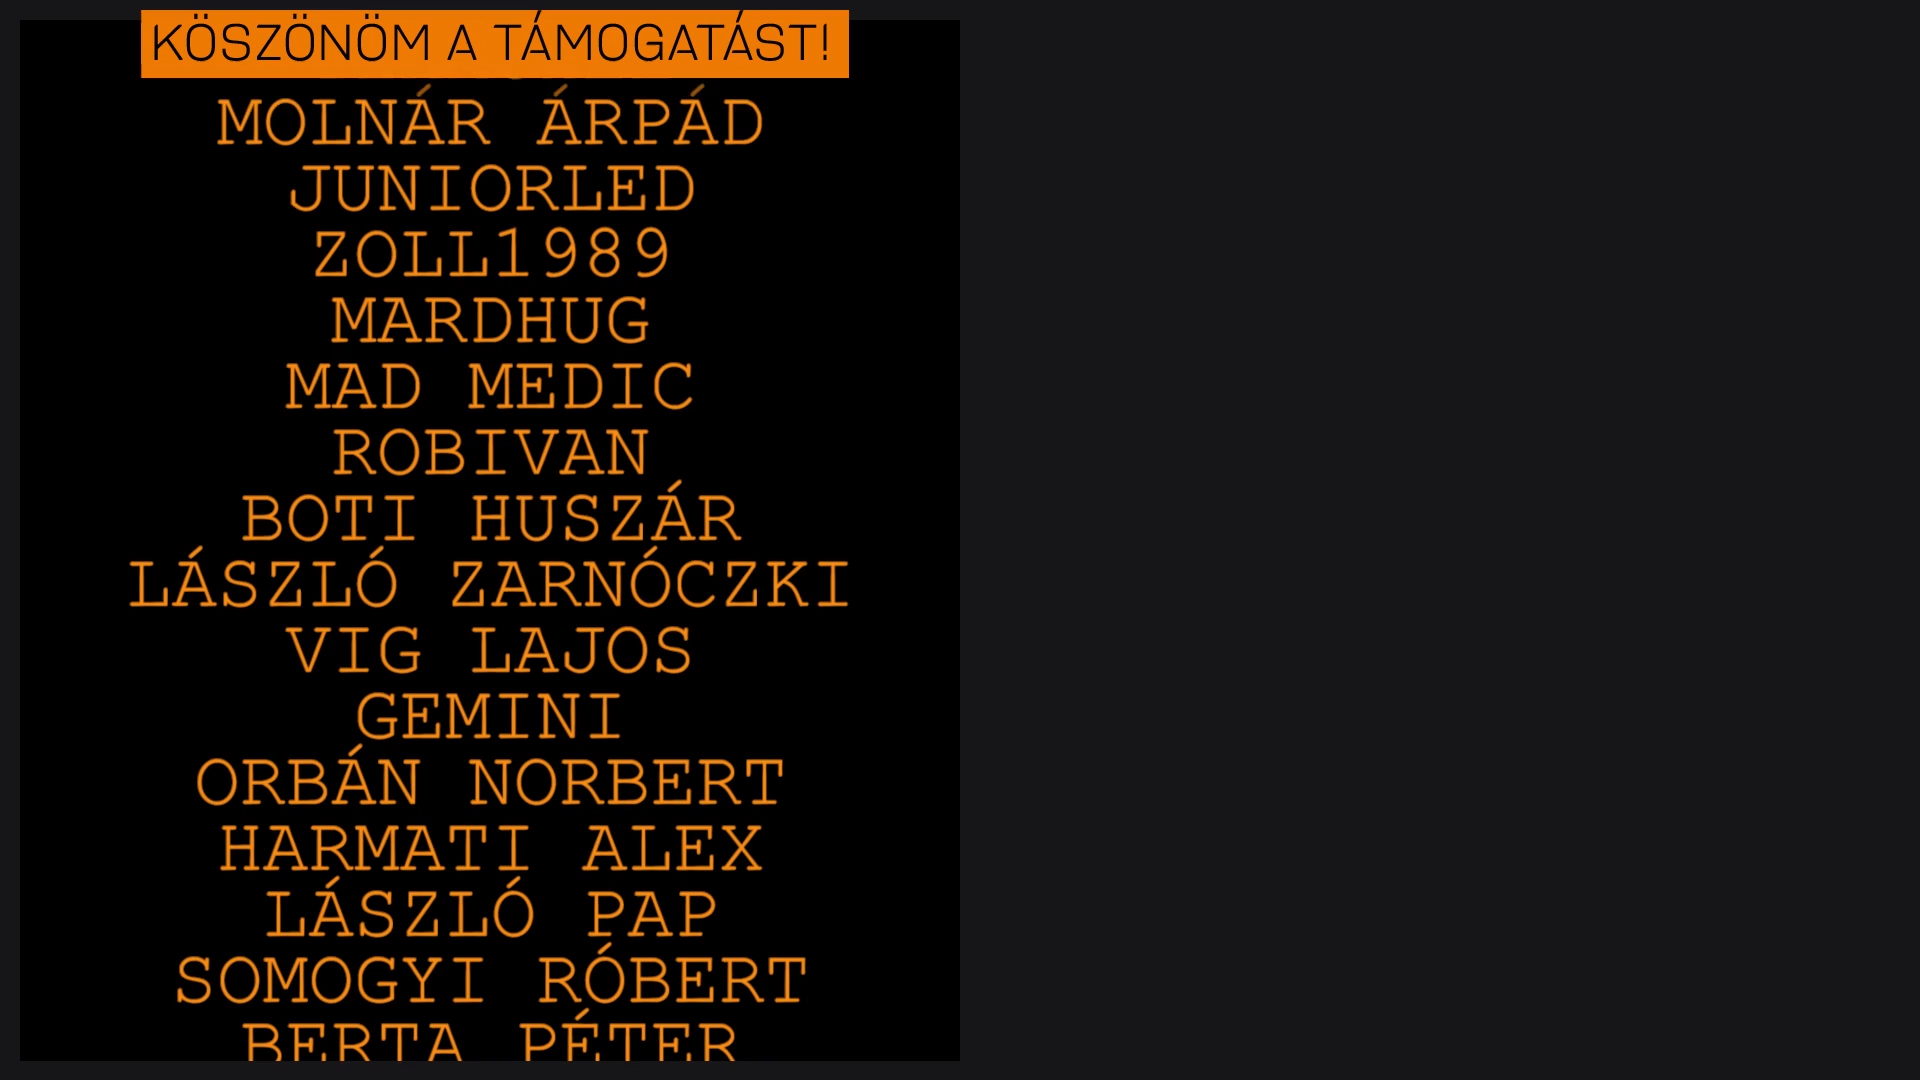 KÖSZÖNÖM A TÁMOGATÁST!
MOLNÁR ÁRPÁD
JUNIORLED
ZOLL1989
MARDHUG
MAD MEDIC
ROBIVAN
BOTI HUSZÁR
LÁSZLÓ ZARNÓCZKI
VIG LAJOS
GEMINI
ORBÁN NORBERT
HARMATI ALEX
LÁSZLÓ PAP
SOMOGYI RÓBERT
BERTA PÉTER